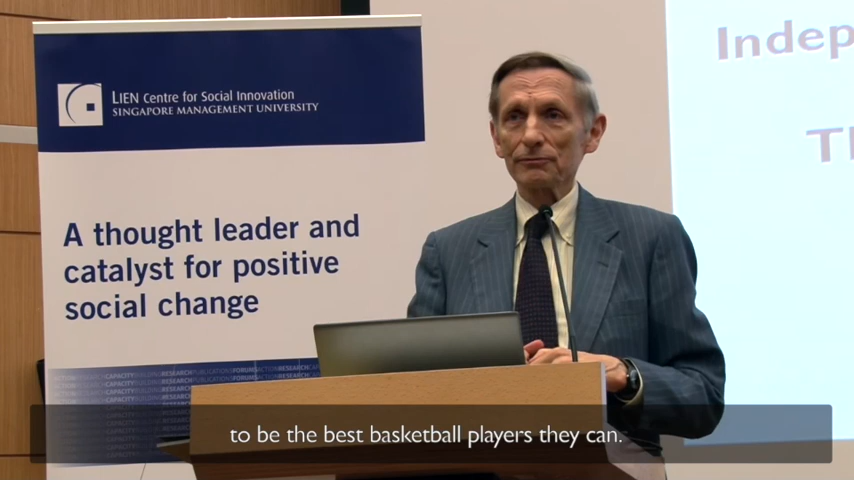 Indep
Th
LIEN Centre for Social Innovation
SINGAPORE MANAGEMENT UNIVERSITY
A thought leader and
catalyst for positive
social change
to be the best basketball players they can.